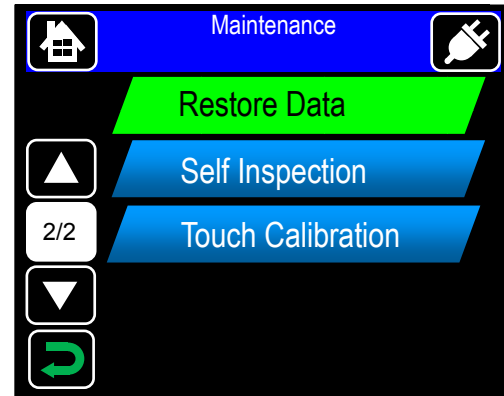 Maintenance
Restore Data
Self Inspection
2/2
Touch Calibration